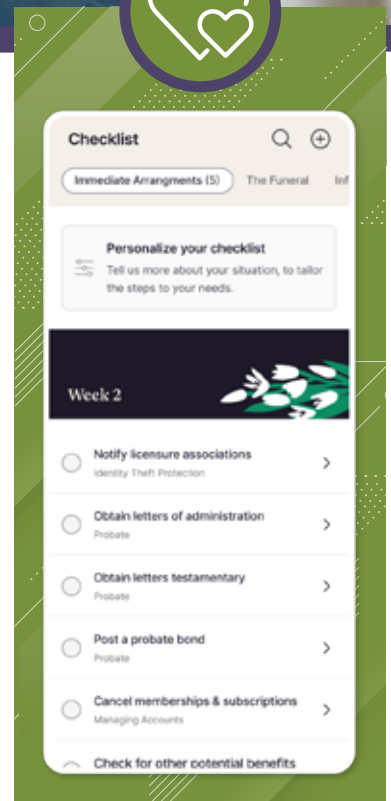 Checklist
Immediate Arrangments (5)
The Funeral
Inf
Personalize your checklist
Tell us more about your situation, to tailor
the steps to your needs.
Week 2
Notify licensure associations
Identity Theft Protection
Obtain letters of administration
Probate
Obtain letters testamentary
Probate
Post a probate bond
Probate
Cancel memberships & subscriptions
Managing Accounts
Check for other potential benefits